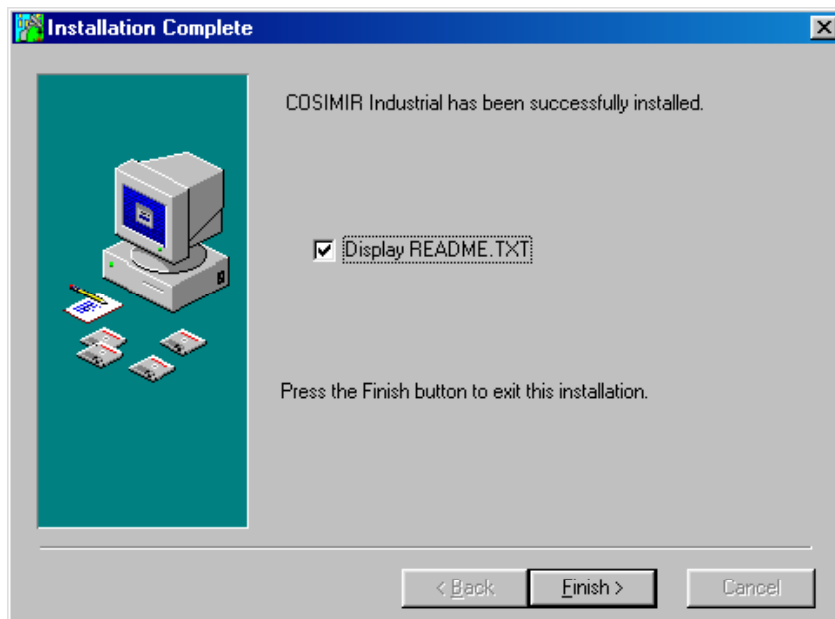 Installation Complete
COSIMIR Industrial has been successfully installed.
Display README.TXT
Press the Finish button to exit this installation.
< Back
Finish >
Cancel